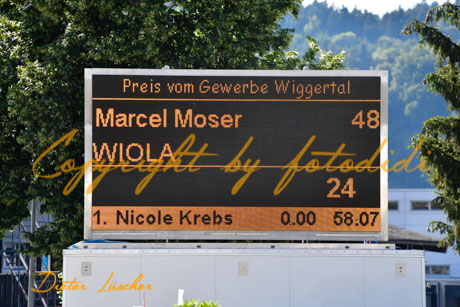 Preis vom Gewerbe Wiggertal
Marcel Moser 48
WIOLA
24
1. Nicole Krebs 0.00 58.07
Copyright by fotodidi
Dieter Lüscher